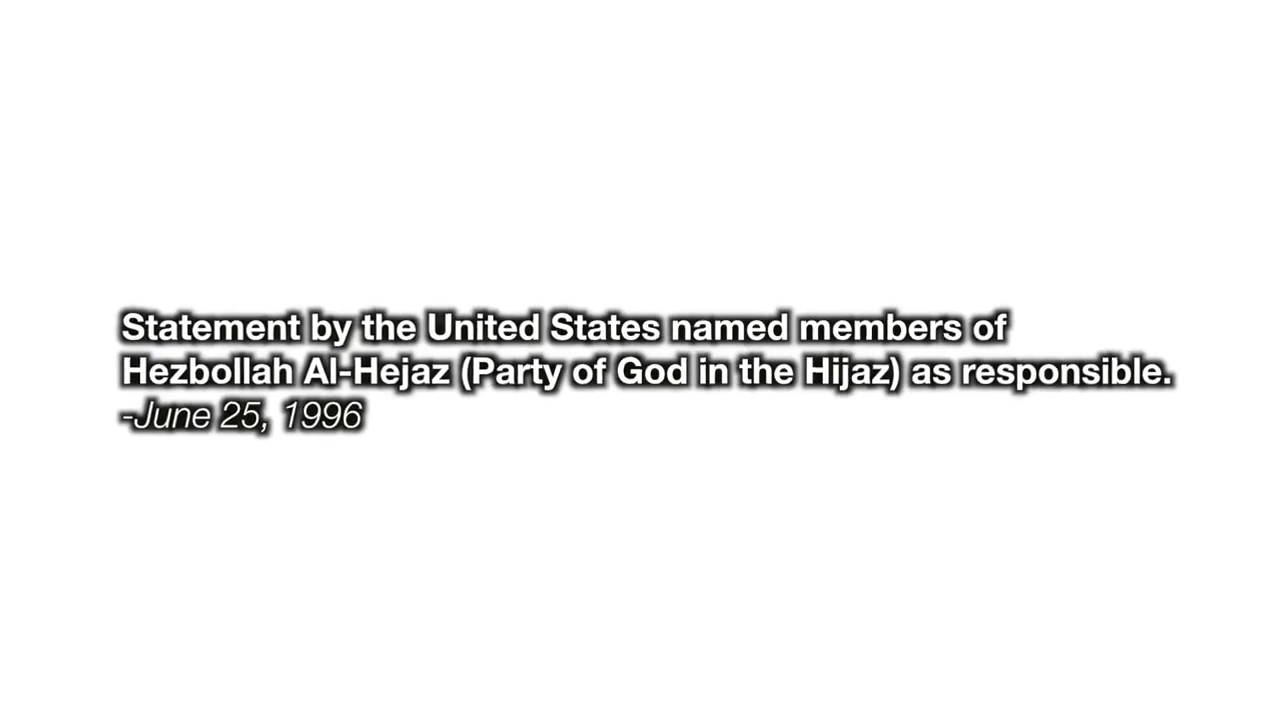 Statement by the United States named members of
Hezbollah Al-Hejaz (Party of God in the Hijaz) as responsible.
-June 25, 1996